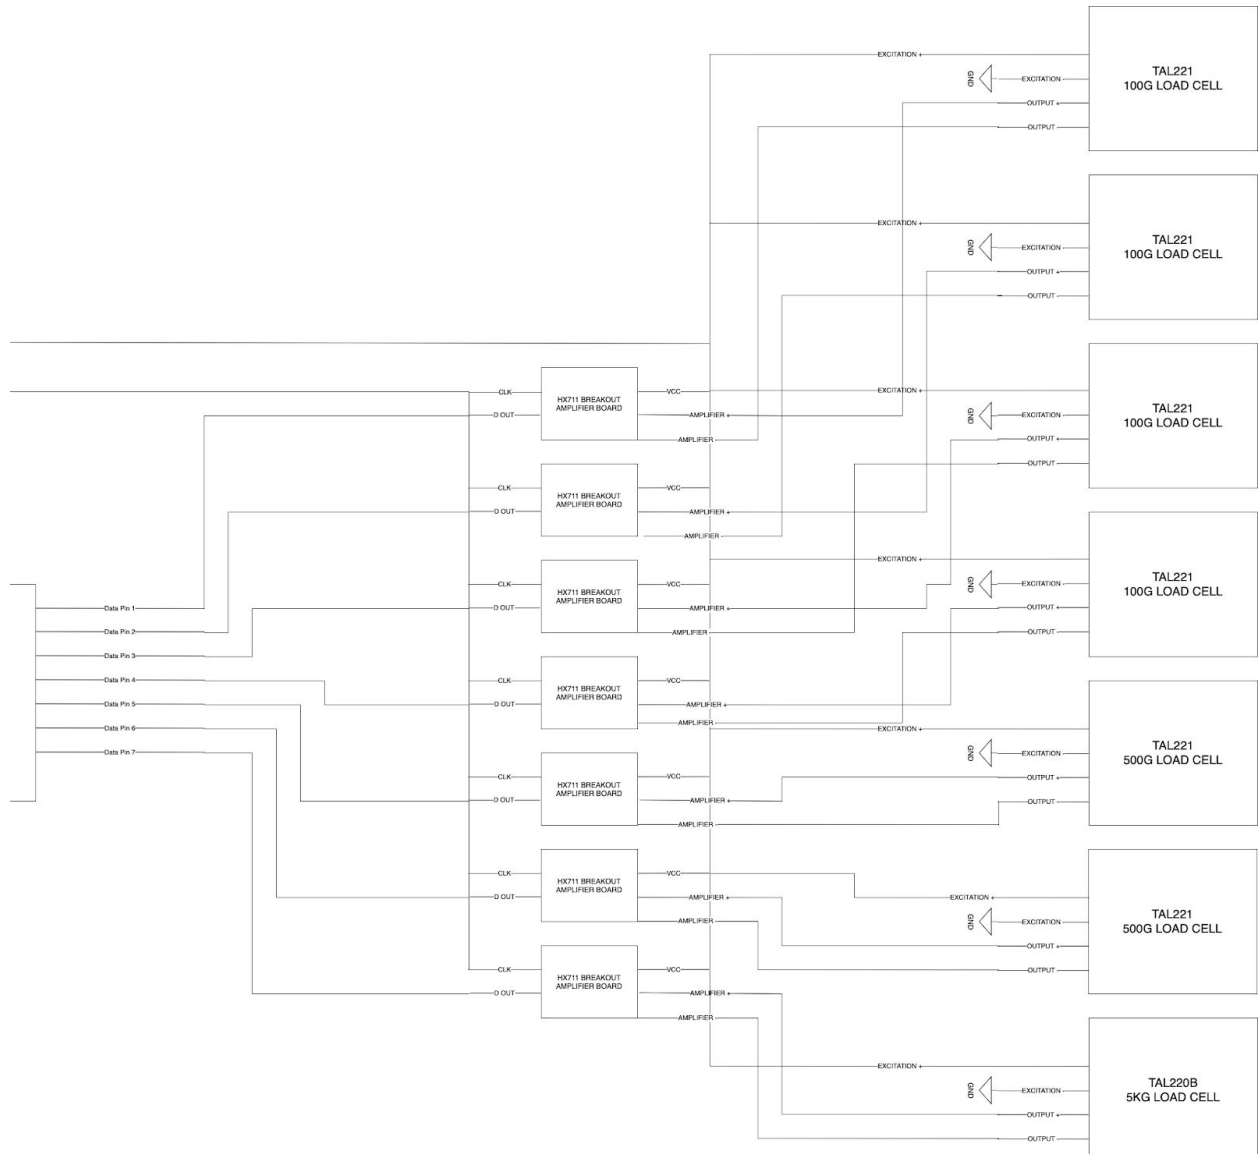 EXCITATION +
GND
EXCITATION
OUTPUT +
OUTPUT -
TAL221
100G LOAD CELL
EXCITATION +
GND
EXCITATION
OUTPUT +
OUTPUT -
TAL221
100G LOAD CELL
CLK
D OUT
HX711 BREAKOUT
AMPLIFIER BOARD
VCC
AMPLIFIER +
AMPLIFIER
EXCITATION +
GND
EXCITATION
OUTPUT +
OUTPUT -
TAL221
100G LOAD CELL
CLK
D OUT
HX711 BREAKOUT
AMPLIFIER BOARD
VCC
AMPLIFIER +
AMPLIFIER -
CLK
D OUT
HX711 BREAKOUT
AMPLIFIER BOARD
VCC
AMPLIFIER +
AMPLIFIER
EXCITATION +
GND
EXCITATION
OUTPUT +
OUTPUT -
TAL221
100G LOAD CELL
Data Pin 1
Data Pin 2
Data Pin 3
Data Pin 4
Data Pin 5
Data Pin 6
Data Pin 7
CLK
D OUT
HX711 BREAKOUT
AMPLIFIER BOARD
VCC
AMPLIFIER +
AMPLIFIER
EXCITATION +
GND
EXCITATION
OUTPUT +
OUTPUT -
TAL221
500G LOAD CELL
CLK
D OUT
HX711 BREAKOUT
AMPLIFIER BOARD
VCC
AMPLIFIER +
AMPLIFIER -
CLK
D OUT
HX711 BREAKOUT
AMPLIFIER BOARD
VCC
AMPLIFIER +
AMPLIFIER -
EXCITATION +
GND
EXCITATION
OUTPUT +
OUTPUT -
TAL221
500G LOAD CELL
CLK
D OUT
HX711 BREAKOUT
AMPLIFIER BOARD
VCC
AMPLIFIER +
AMPLIFIER -
EXCITATION +
GND
EXCITATION
OUTPUT +
OUTPUT -
TAL220B
5KG LOAD CELL